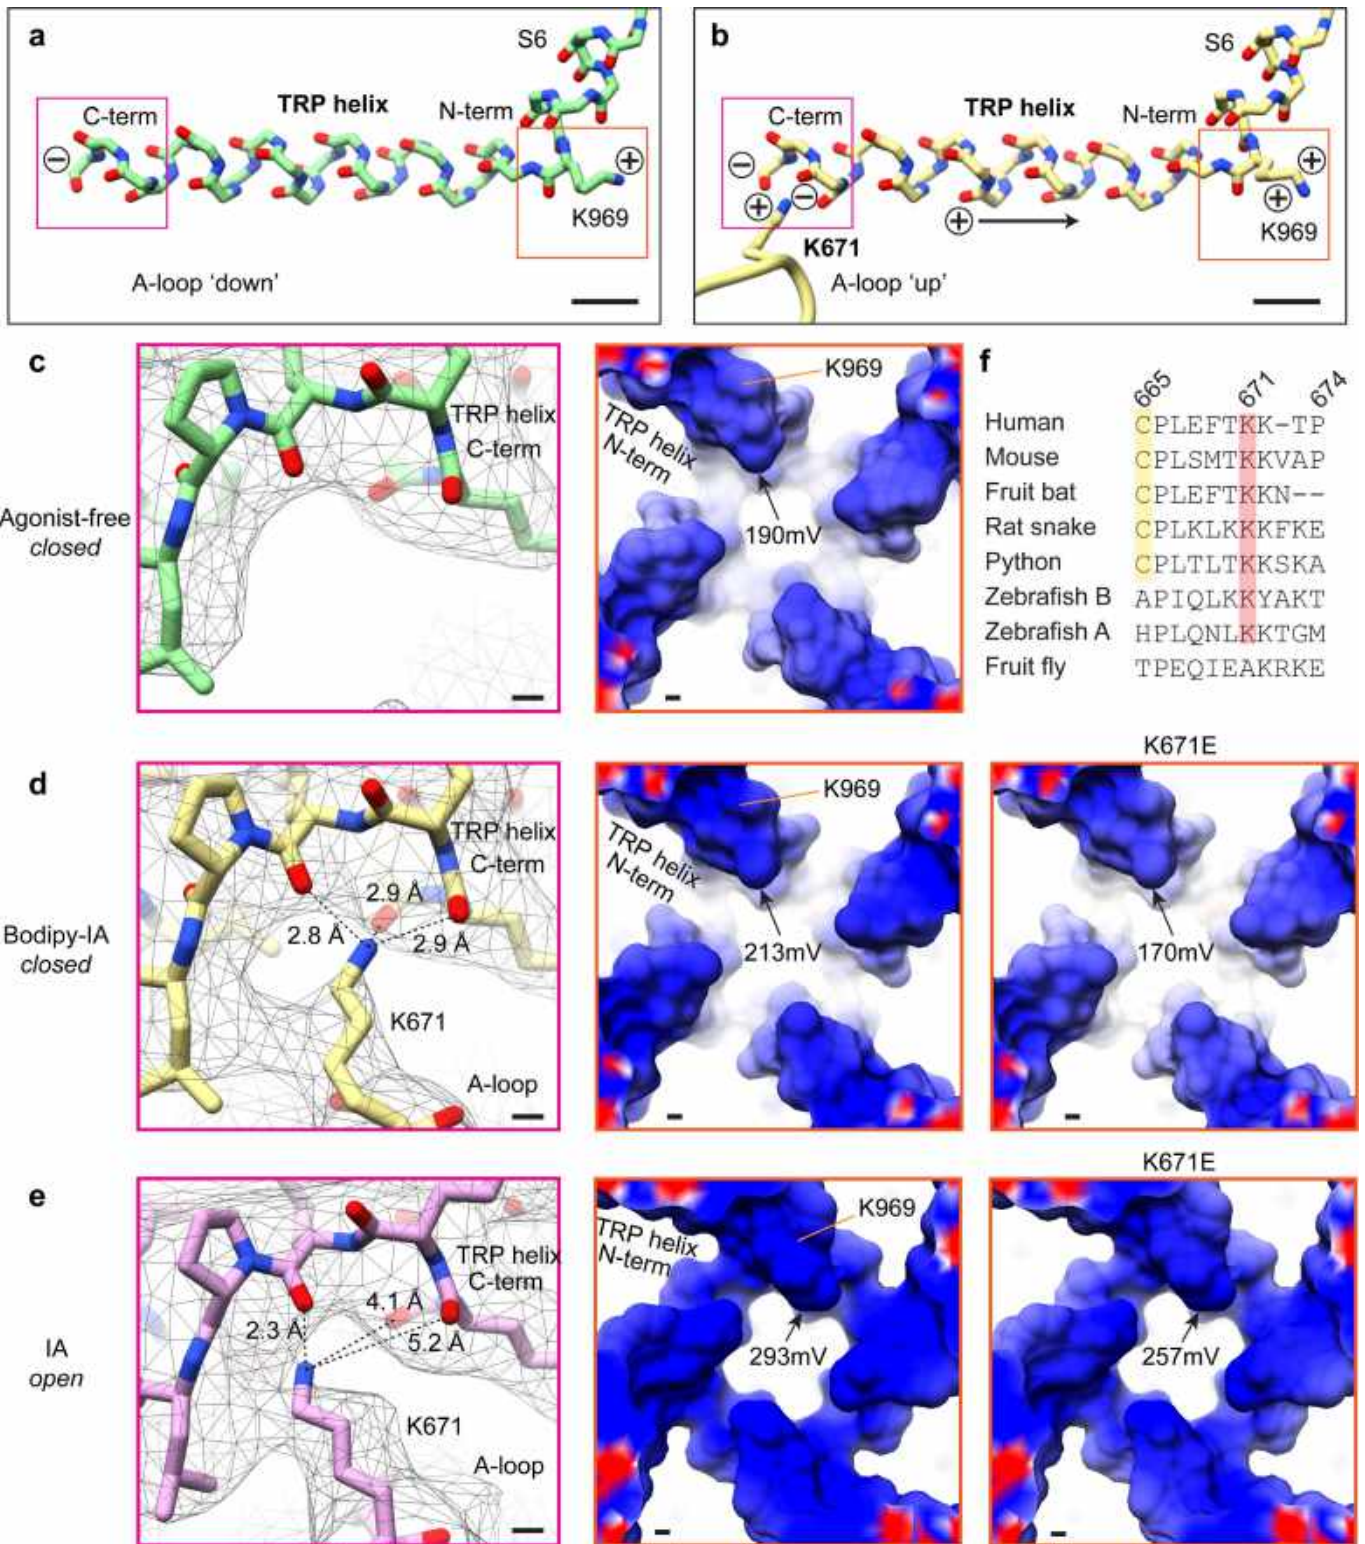 a
S6
C-term
TRP helix
N-term
−
+
K969
A-loop ‘down’
b
S6
C-term
TRP helix
N-term
−
+
+
−
+
+
K671
K969
A-loop ‘up’
c
Agonist-free
closed
TRP helix
C-term
K969
TRP helix
N-term
190mV
f
665
671
674
Human CPLEFTKK-TP
Mouse CPLSMTKKVAP
Fruit bat CPLEFTKKN--
Rat snake CPLKLKKKFKE
Python CPLTLTKKSKA
Zebrafish B APIQLKKYAKT
Zebrafish A HPLQNLKKTGM
Fruit fly TPEQIEAKRKE
d
Bodipy-IA
closed
TRP helix
C-term
2.9 Å
2.8 Å
2.9 Å
K671
A-loop
K969
TRP helix
N-term
213mV
K671E
170mV
e
IA
open
TRP helix
C-term
4.1 Å
2.3 Å
5.2 Å
K671
A-loop
K969
TRP helix
N-term
293mV
K671E
257mV